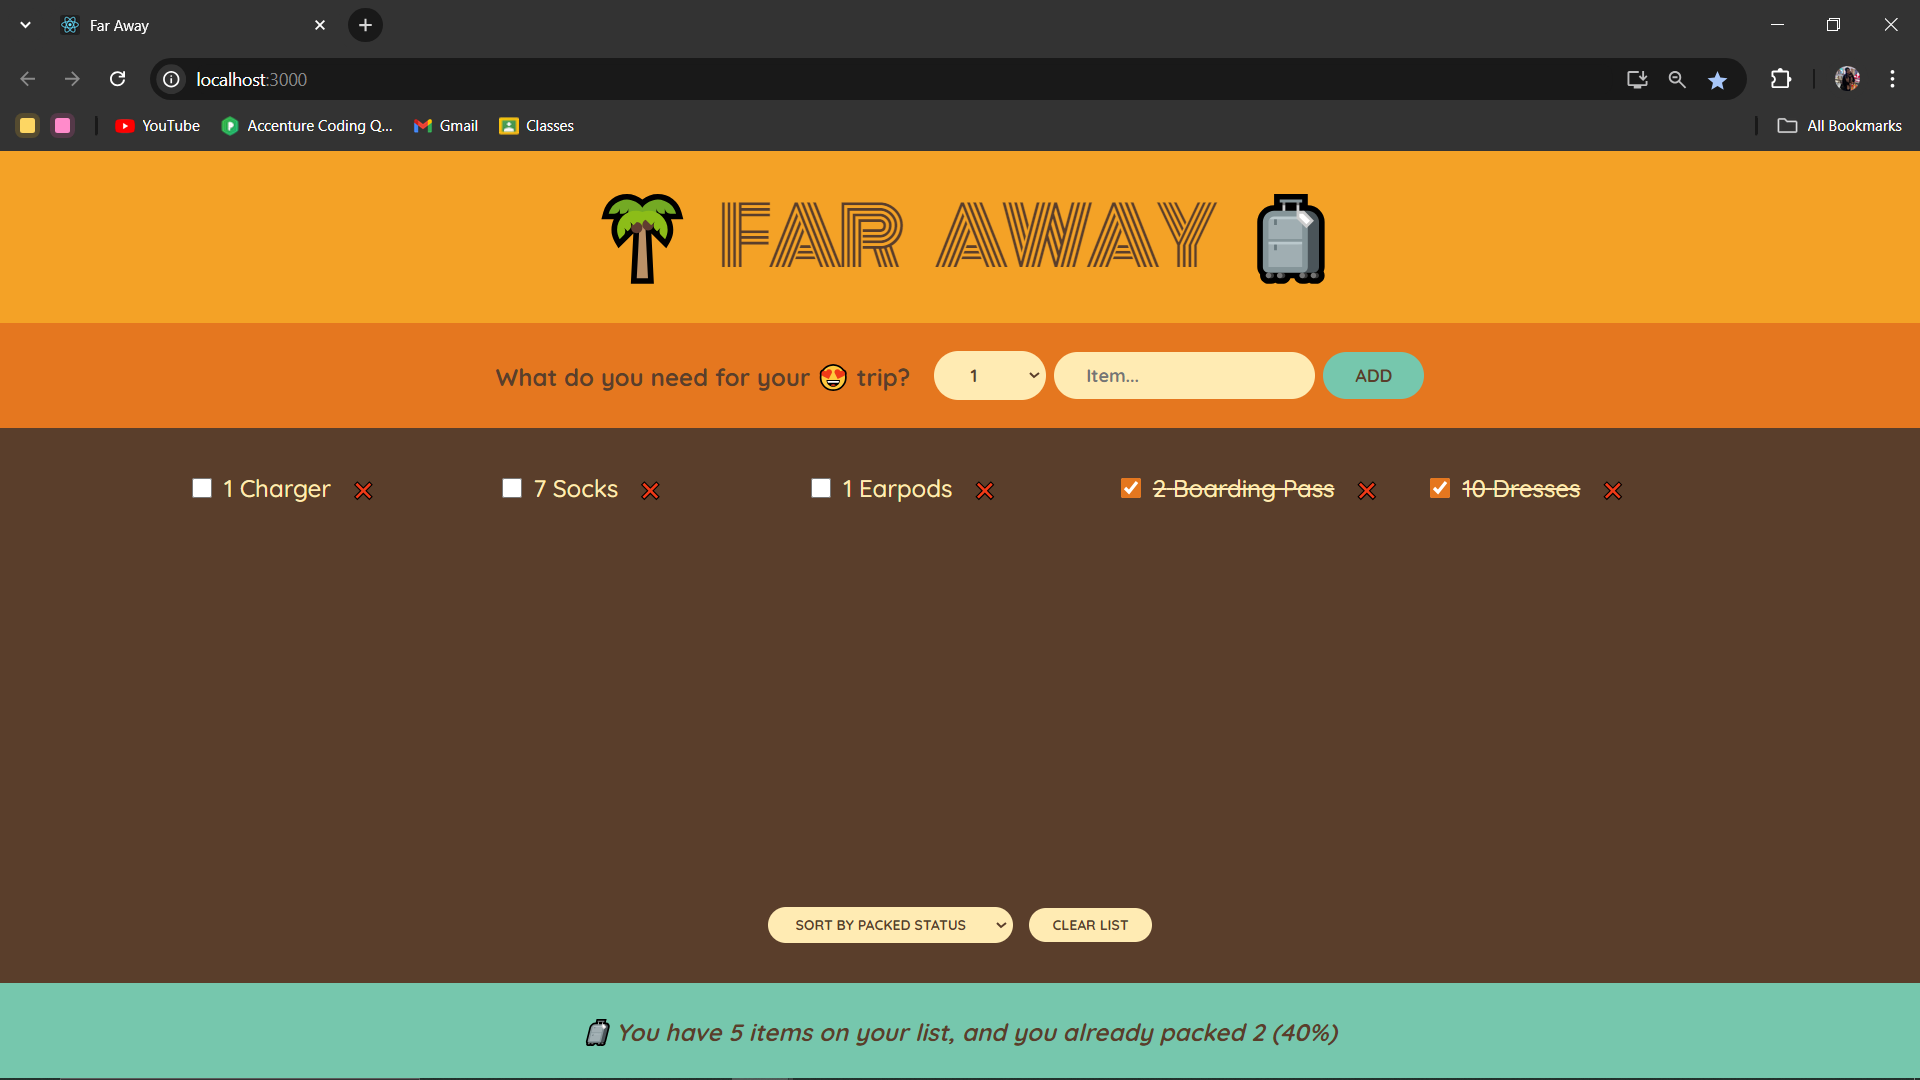 Far Away
localhost:3000
YouTube
Accenture Coding Q...
Gmail
Classes
All Bookmarks
FAR AWAY
What do you need for your 😍 trip?
1
Item...
ADD
1 Charger
7 Socks
1 Earpods
2 Boarding Pass
10 Dresses
SORT BY PACKED STATUS
CLEAR LIST
You have 5 items on your list, and you already packed 2 (40%)